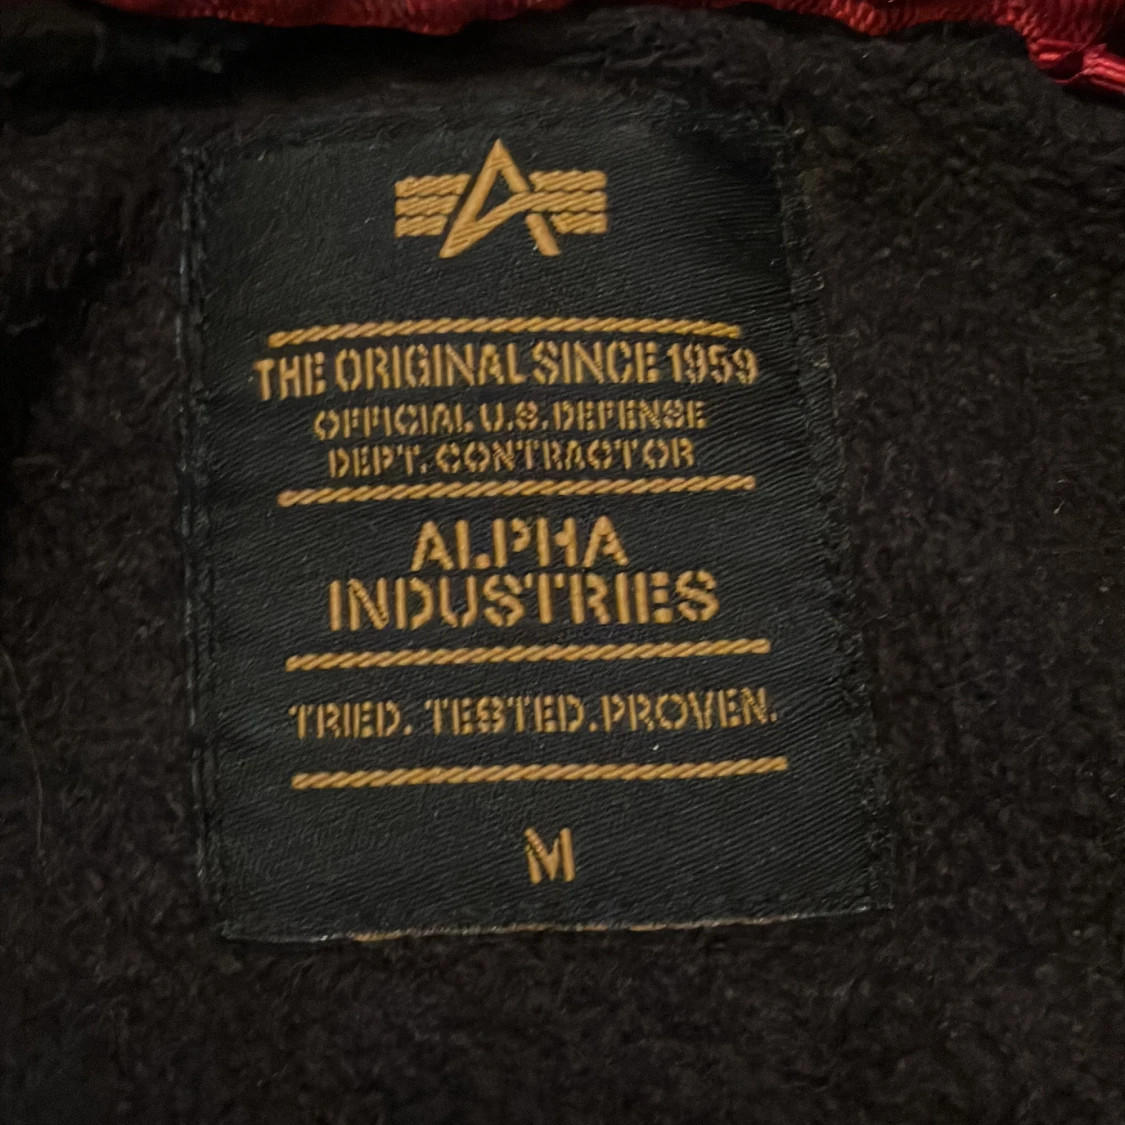 THE ORIGINAL SINCE 1959
OFFICIAL U.S. DEFENSE
DEPT. CONTRACTOR
ALPHA
INDUSTRIES
TRIED. TESTED. PROVEN.
M